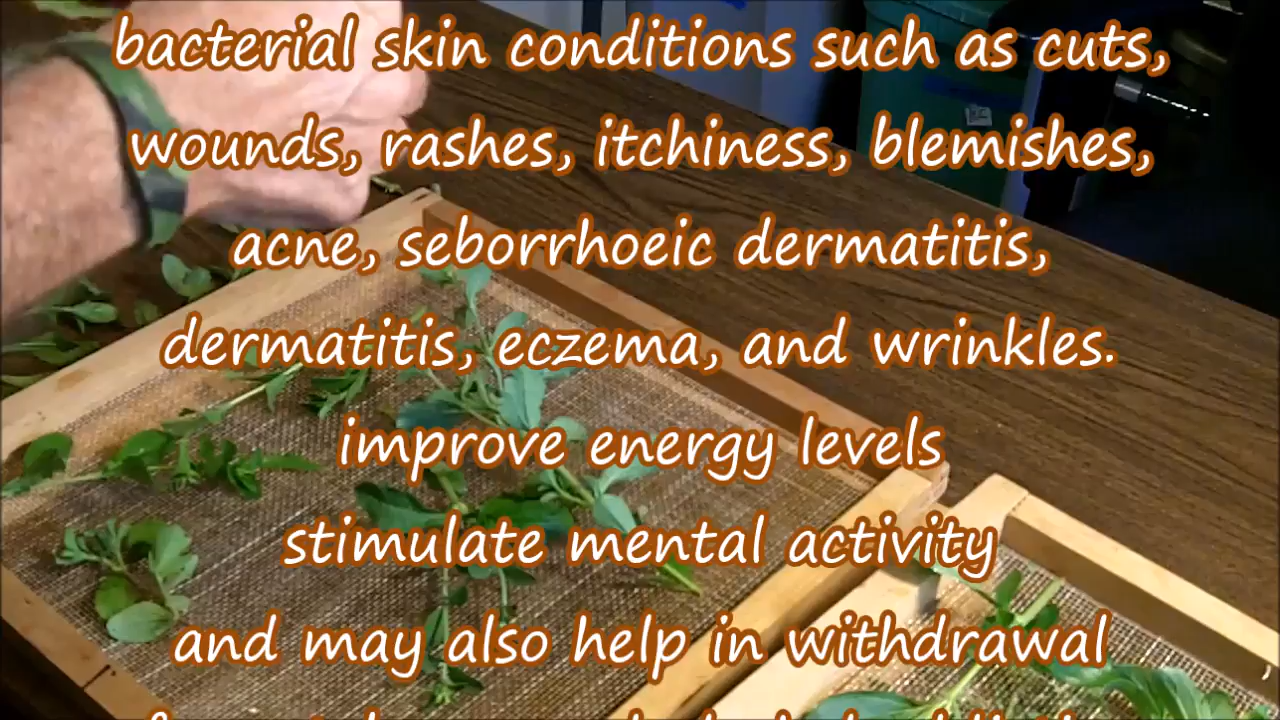 bacterial skin conditions such as cuts,
wounds, rashes, itchiness, blemishes,
acne, seborrhoeic dermatitis,
dermatitis, eczema, and wrinkles.
improve energy levels
stimulate mental activity
and may also help in withdrawal